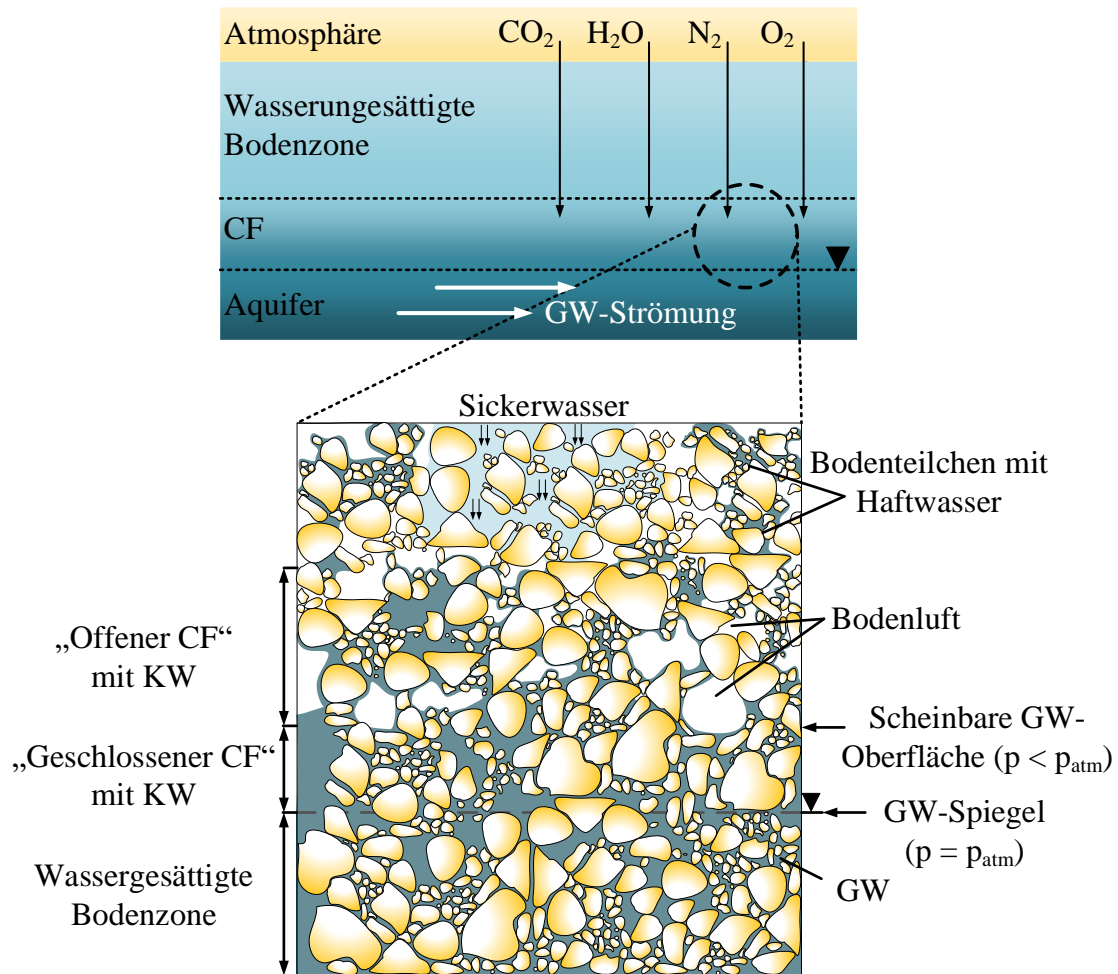 Atmosphäre
CO₂
H₂O
N₂
O₂
Wasserungesättigte
Bodenzone
CF
Aquifer
GW-Strömung
Sickerwasser
Bodenteilchen mit
Haftwasser
Bodenluft
„Offener CF“
mit KW
„Geschlossener CF“
mit KW
Scheinbare GW-
Oberfläche (p < pₐₜₘ)
GW-Spiegel
(p = pₐₜₘ)
GW
Wassergesättigte
Bodenzone